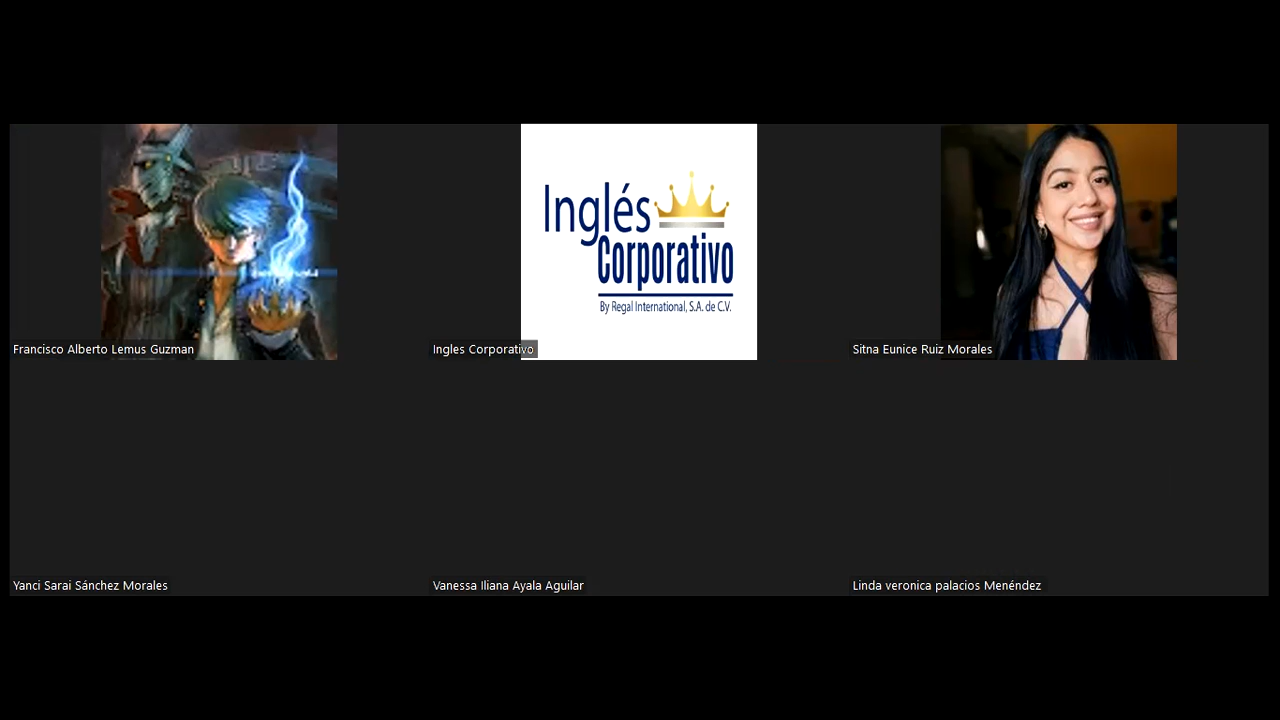 Inglés
Corporativo
By Regal International, S.A. de C.V.
Francisco Alberto Lemus Guzman
Ingles Corporativo
Sitna Eunice Ruiz Morales
Yanci Sarai Sánchez Morales
Vanessa Iliana Ayala Aguilar
Linda veronica palacios Menéndez